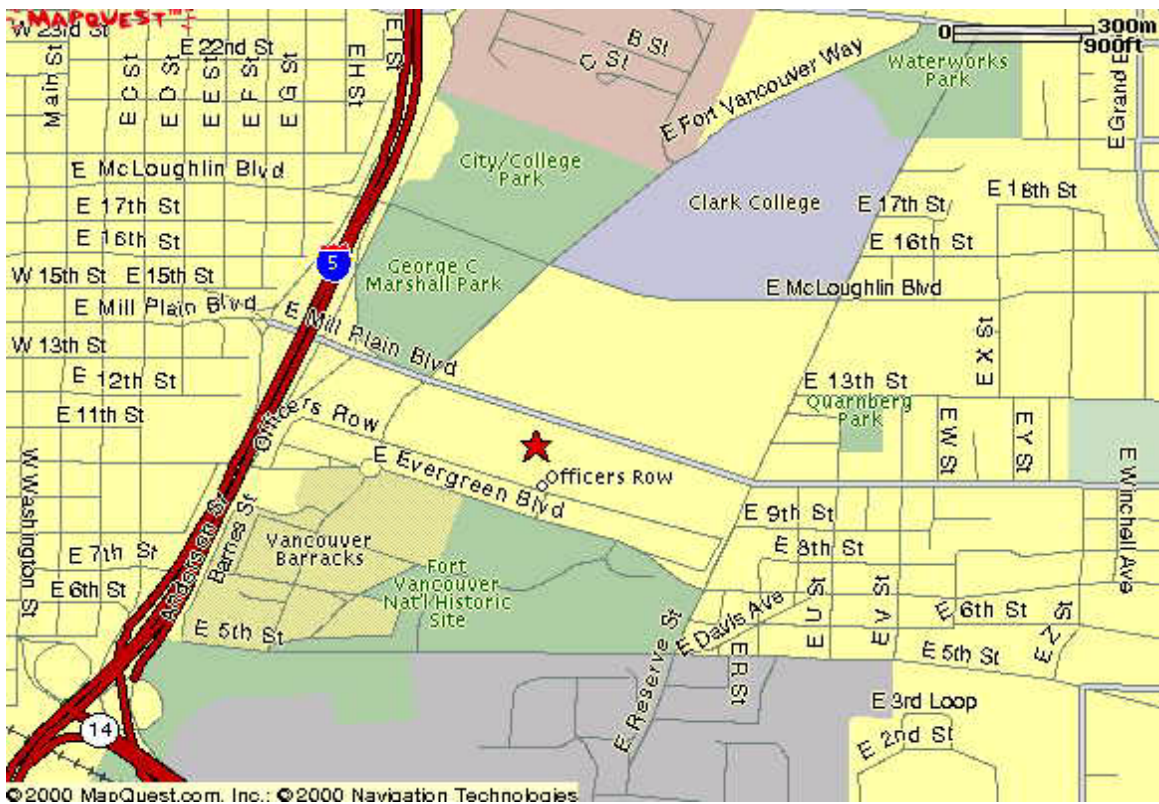 MAPQUEST
TM
W 23rd St
E 22nd St
Main St
E C St
E D St
E E St
E F St
E G St
E H St
E I St
B St
C St
E Fort Vancouver Way
Waterworks
Park
0
300m
900ft
E Grand B
E McLoughlin Blvd
City/College
Park
Clark College
E 17th St
E 16th St
E 17th St
E 18th St
E 16th St
W 15th St
E 15th St
5
George C
Marshall Park
E McLoughlin Blvd
E Mill Plain Blvd
E Mill Plain Blvd
W 13th St
E 12th St
E 11th St
E X St
E 13th St
Quarnberg
Park
E W St
E Y St
E Winchell Ave
Officers Row
E Evergreen Blvd
Officers Row
W Washington St
Anderson St
Barnes St
E 7th St
E 6th St
Vancouver
Barracks
Fort
Vancouver
Nat'l Historic
Site
E 5th St
E 9th St
E 8th St
E Davis Ave
E U St
E V St
E 6th St
E Z St
E 5th St
E R St
E Reserve St
E 3rd Loop
E 2nd St
14
©2000 MapQuest.com, Inc.; ©2000 Navigation Technologies